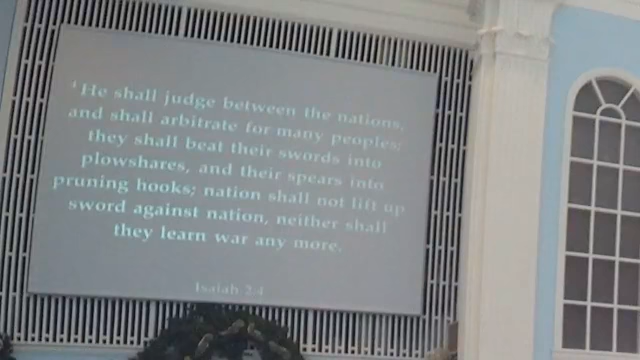 ⁴He shall judge between the nations,
and shall arbitrate for many peoples;
they shall beat their swords into
plowshares, and their spears into
pruning hooks; nation shall not lift up
sword against nation, neither shall
they learn war any more.
Isaiah 2:4